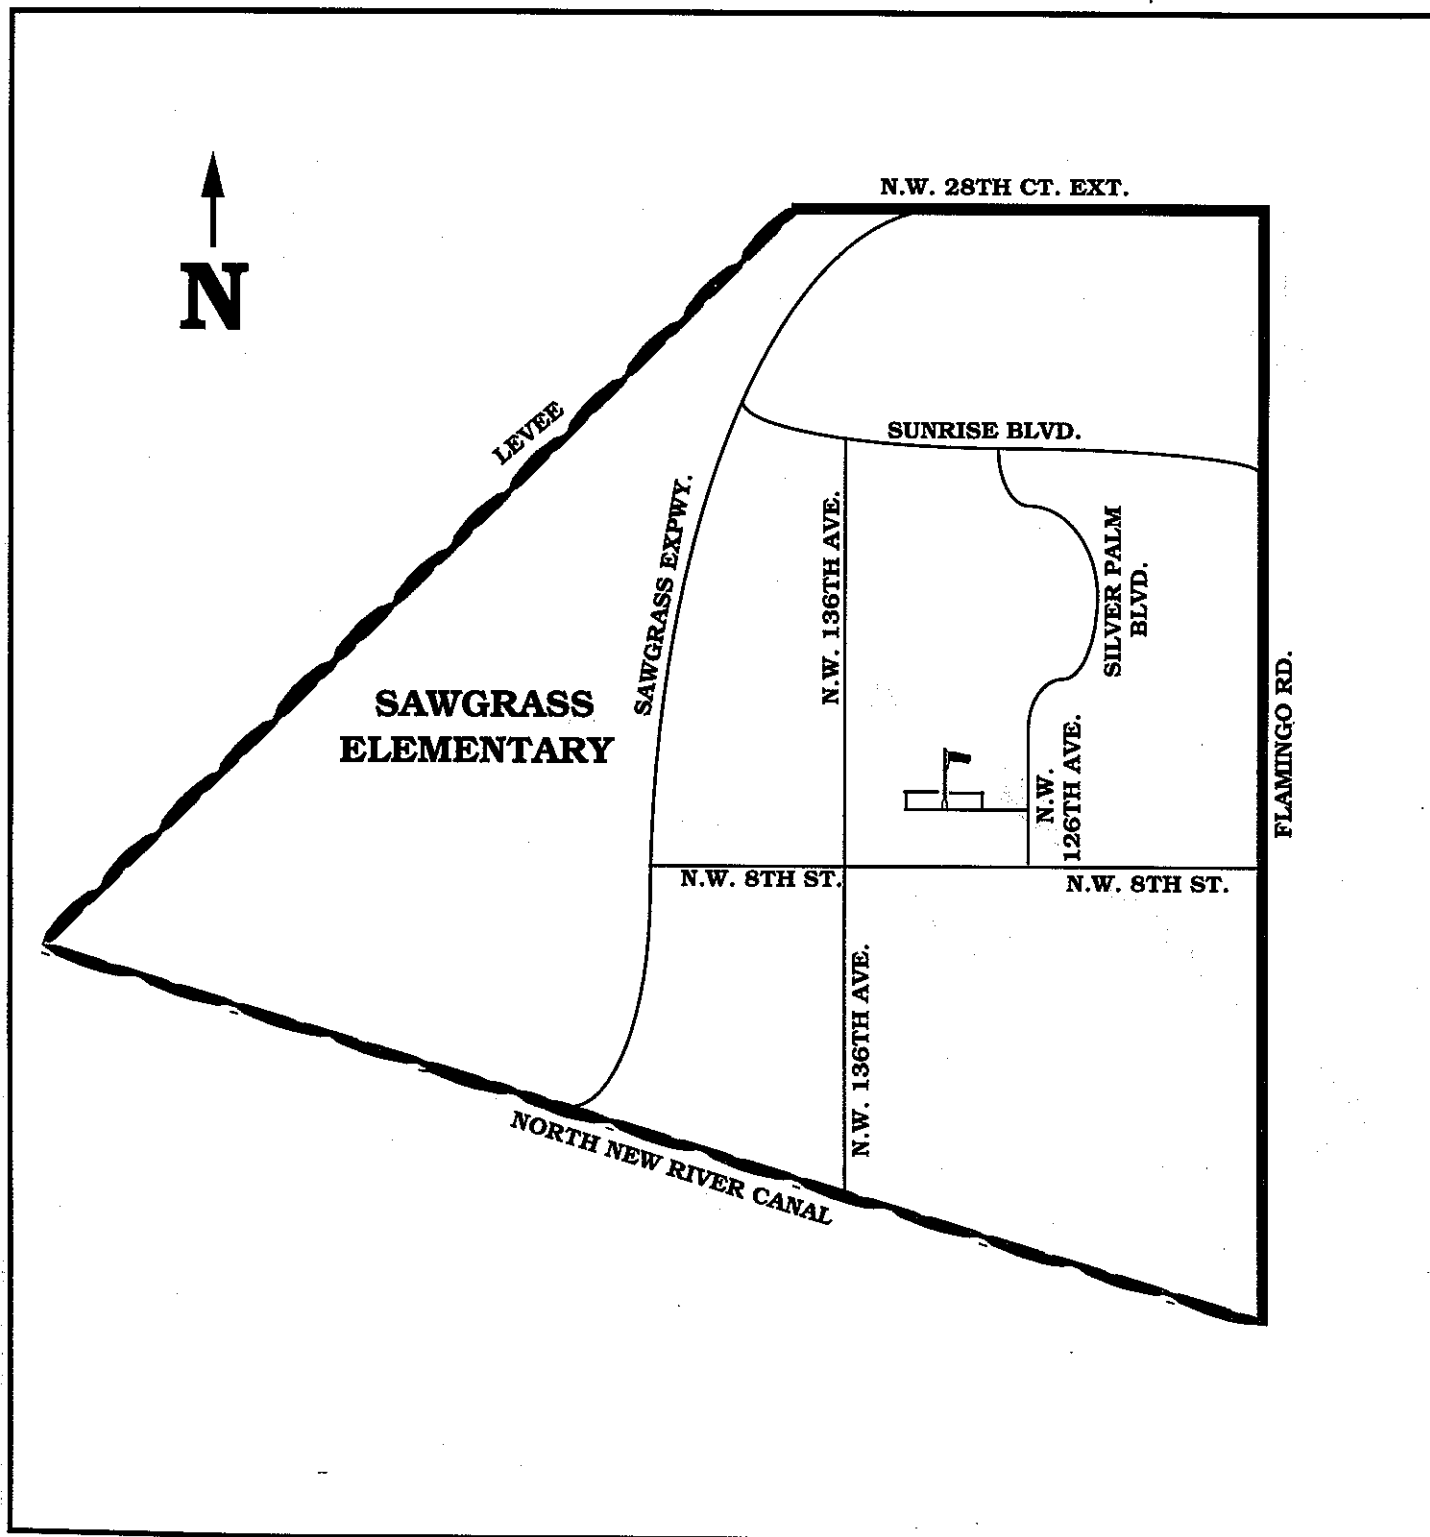 N.W. 28TH CT. EXT.
N
LEVEE
SUNRISE BLVD.
SAWGRASS EXPWY.
N.W. 136TH AVE.
SILVER PALM
BLVD.
SAWGRASS
ELEMENTARY
FLAMINGO RD.
N.W.
126TH AVE.
N.W. 8TH ST.
N.W. 8TH ST.
N.W. 136TH AVE.
NORTH NEW RIVER CANAL